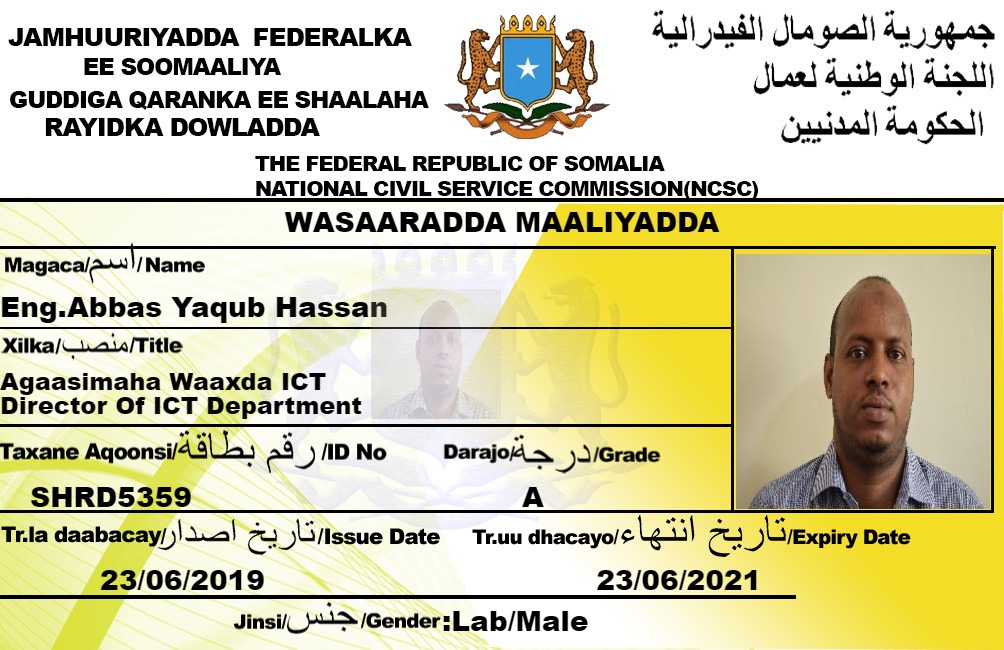 JAMHUURIYADDA FEDERALKA
EE SOOMAALIYA
GUDDIGA QARANKA EE SHAALAHA
RAYIDKA DOWLADDA
جمهورية الصومال الفيدرالية
اللجنة الوطنية لعمال
الحكومة المدنيين
THE FEDERAL REPUBLIC OF SOMALIA
NATIONAL CIVIL SERVICE COMMISSION(NCSC)
WASAARADDA MAALIYADDA
Magaca/اسم/Name
Eng.Abbas Yaqub Hassan
Xilka/منصب/Title
Agaasimaha Waaxda ICT
Director Of ICT Department
Taxane Aqoonsi/رقم بطاقة/ID No
Darajo/درجة/Grade
SHRD5359
A
Tr.la daabacay/تاريخ اصدار/Issue Date
Tr.uu dhacayo/تاريخ انتهاء/Expiry Date
23/06/2019
23/06/2021
Jinsi/جنس/Gender:Lab/Male